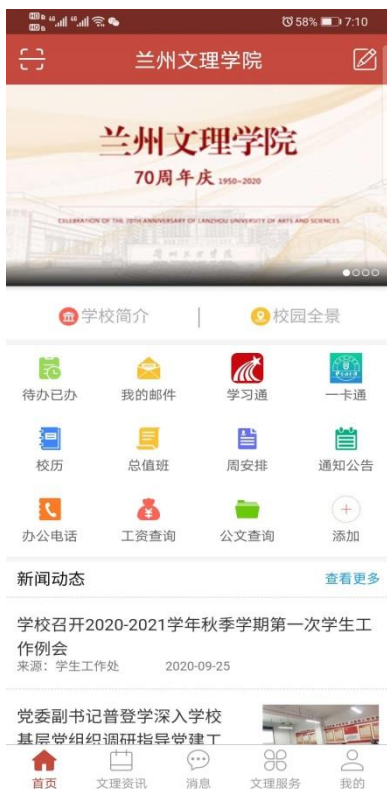 58% 7:10
兰州文理学院
兰州文理学院
70周年庆 1950-2020
CELEBRATION OF THE 70TH ANNIVERSARY OF LANZHOU UNIVERSITY OF ARTS AND SCIENCES
学校简介 | 校园全景
待办已办 我的邮件 学习通 一卡通
校历 总值班 周安排 通知公告
办公电话 工资查询 公文查询 添加
新闻动态 查看更多
学校召开2020-2021学年秋季学期第一次学生工
作例会
来源：学生工作处 2020-09-25
党委副书记普登学深入学校
基层党组织调研指导党建工
首页 文理资讯 消息 文理服务 我的